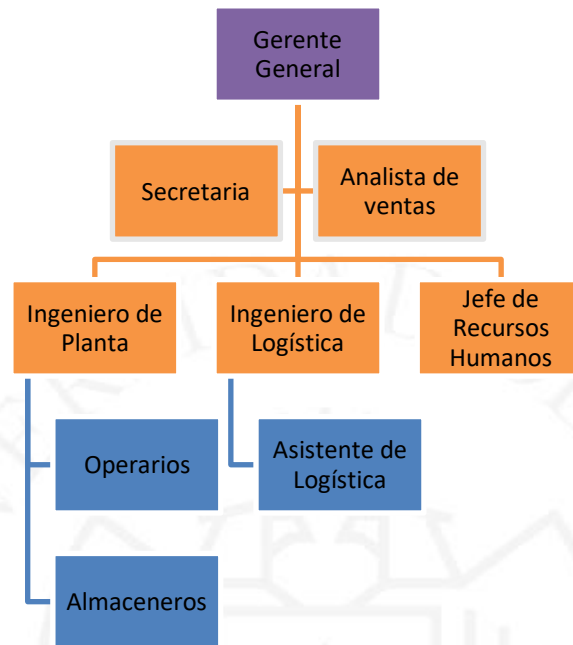 Gerente
General
Secretaria
Analista de
ventas
Ingeniero de
Planta
Ingeniero de
Logística
Jefe de
Recursos
Humanos
Operarios
Asistente de
Logística
Almaceneros